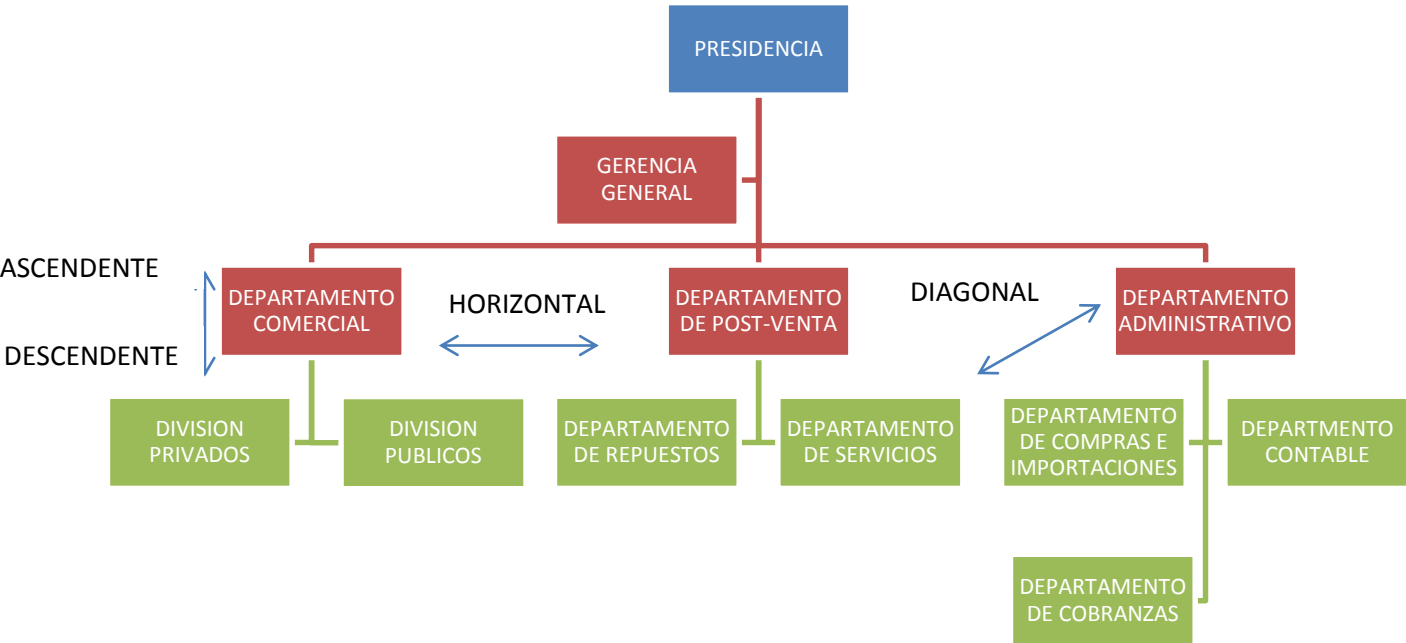 PRESIDENCIA
GERENCIA
GENERAL
ASCENDENTE
DESCENDENTE
DEPARTAMENTO
COMERCIAL
HORIZONTAL
DEPARTAMENTO
DE POST-VENTA
DIAGONAL
DEPARTAMENTO
ADMINISTRATIVO
DIVISION
PRIVADOS
DIVISION
PUBLICOS
DEPARTAMENTO
DE REPUESTOS
DEPARTAMENTO
DE SERVICIOS
DEPARTAMENTO
DE COMPRAS E
IMPORTACIONES
DEPARTMENTO
CONTABLE
DEPARTAMENTO
DE COBRANZAS